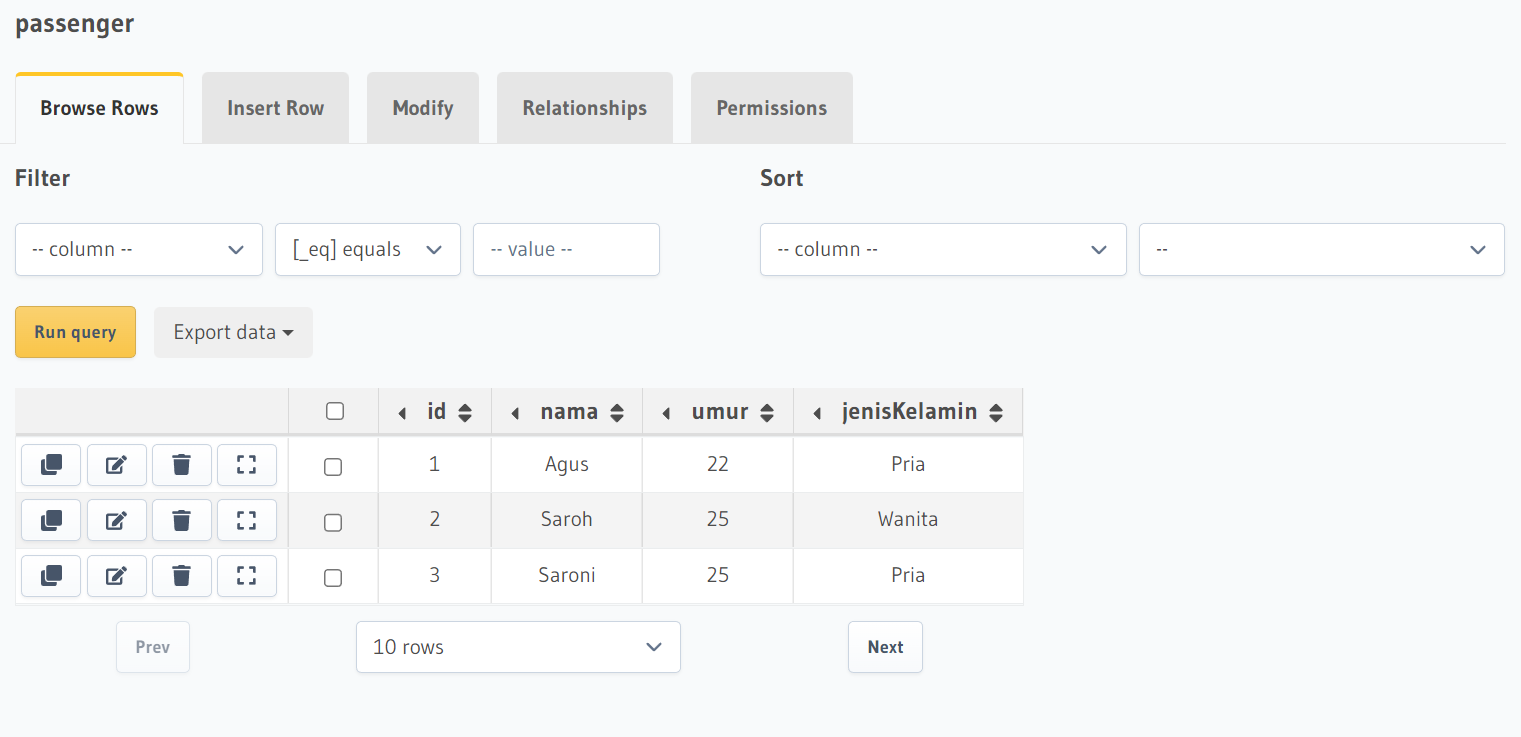 passenger
Browse Rows Insert Row Modify Relationships Permissions
Filter Sort
-- column -- [_eq] equals -- value -- -- column -- --
Run query Export data
id nama umur jenisKelamin
1 Agus 22 Pria
2 Saroh 25 Wanita
3 Saroni 25 Pria
Prev 10 rows Next